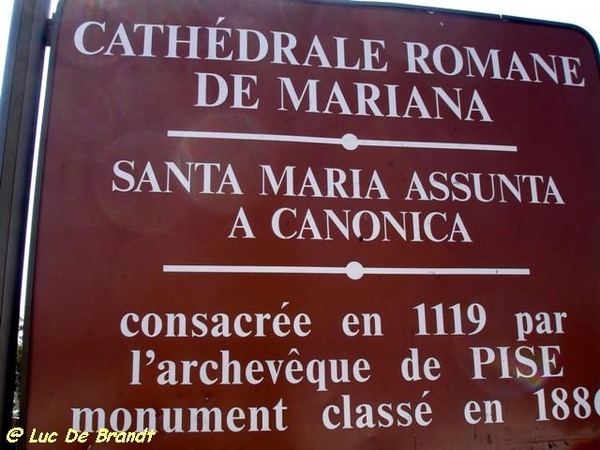 CATHÉDRALE ROMANE
DE MARIANA
SANTA MARIA ASSUNTA
A CANONICA
consacrée en 1119 par
l'archevêque de PISE
monument classé en 1886
@ Luc De Brandt